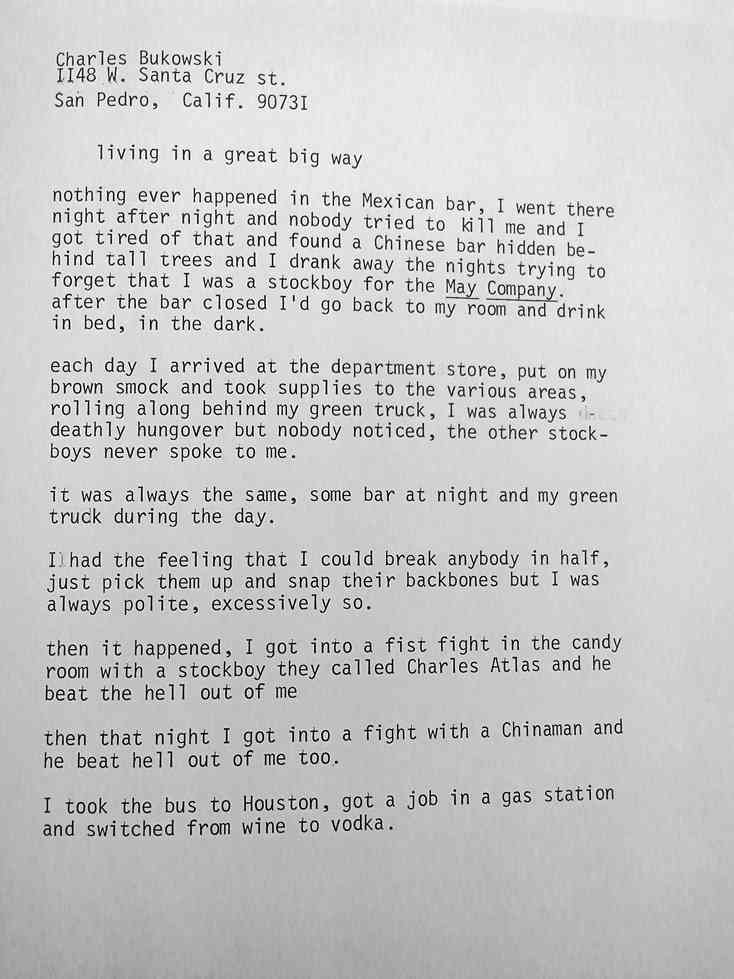 Charles Bukowski
II48 W. Santa Cruz st.
San Pedro, Calif. 9073I
living in a great big way
nothing ever happened in the Mexican bar, I went there
night after night and nobody tried to kill me and I
got tired of that and found a Chinese bar hidden be-
hind tall trees and I drank away the nights trying to
forget that I was a stockboy for the May Company.
after the bar closed I'd go back to my room and drink
in bed, in the dark.
each day I arrived at the department store, put on my
brown smock and took supplies to the various areas,
rolling along behind my green truck, I was always
deathly hungover but nobody noticed, the other stock-
boys never spoke to me.
it was always the same, some bar at night and my green
truck during the day.
I had the feeling that I could break anybody in half,
just pick them up and snap their backbones but I was
always polite, excessively so.
then it happened, I got into a fist fight in the candy
room with a stockboy they called Charles Atlas and he
beat the hell out of me
then that night I got into a fight with a Chinaman and
he beat hell out of me too.
I took the bus to Houston, got a job in a gas station
and switched from wine to vodka.